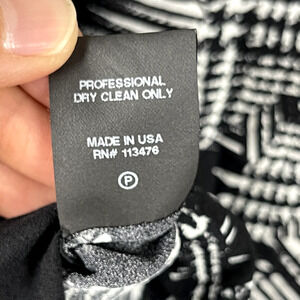 PROFESSIONAL
DRY CLEAN ONLY
MADE IN USA
RN# 113476
P